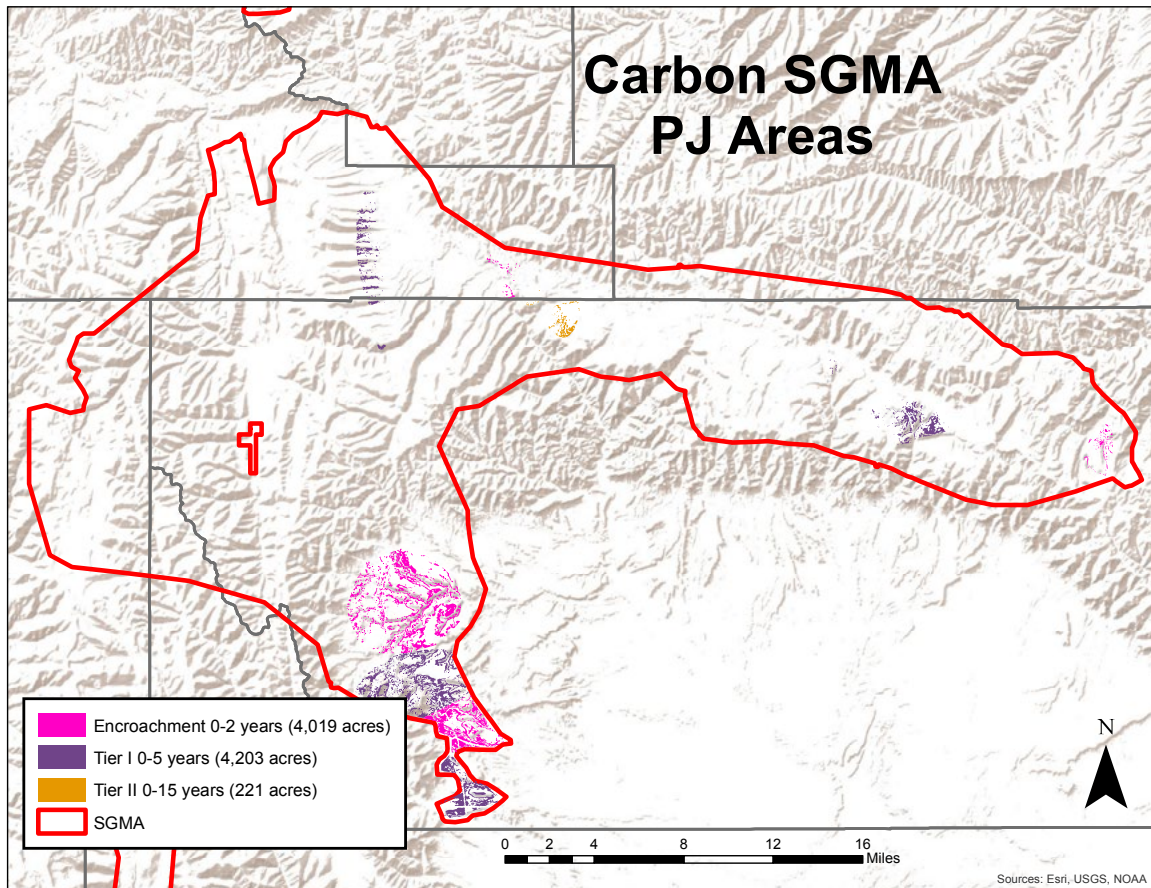 Carbon SGMA
PJ Areas
Encroachment 0-2 years (4,019 acres)
Tier I 0-5 years (4,203 acres)
Tier II 0-15 years (221 acres)
SGMA
N
0 2 4 8 12 16
Miles
Sources: Esri, USGS, NOAA